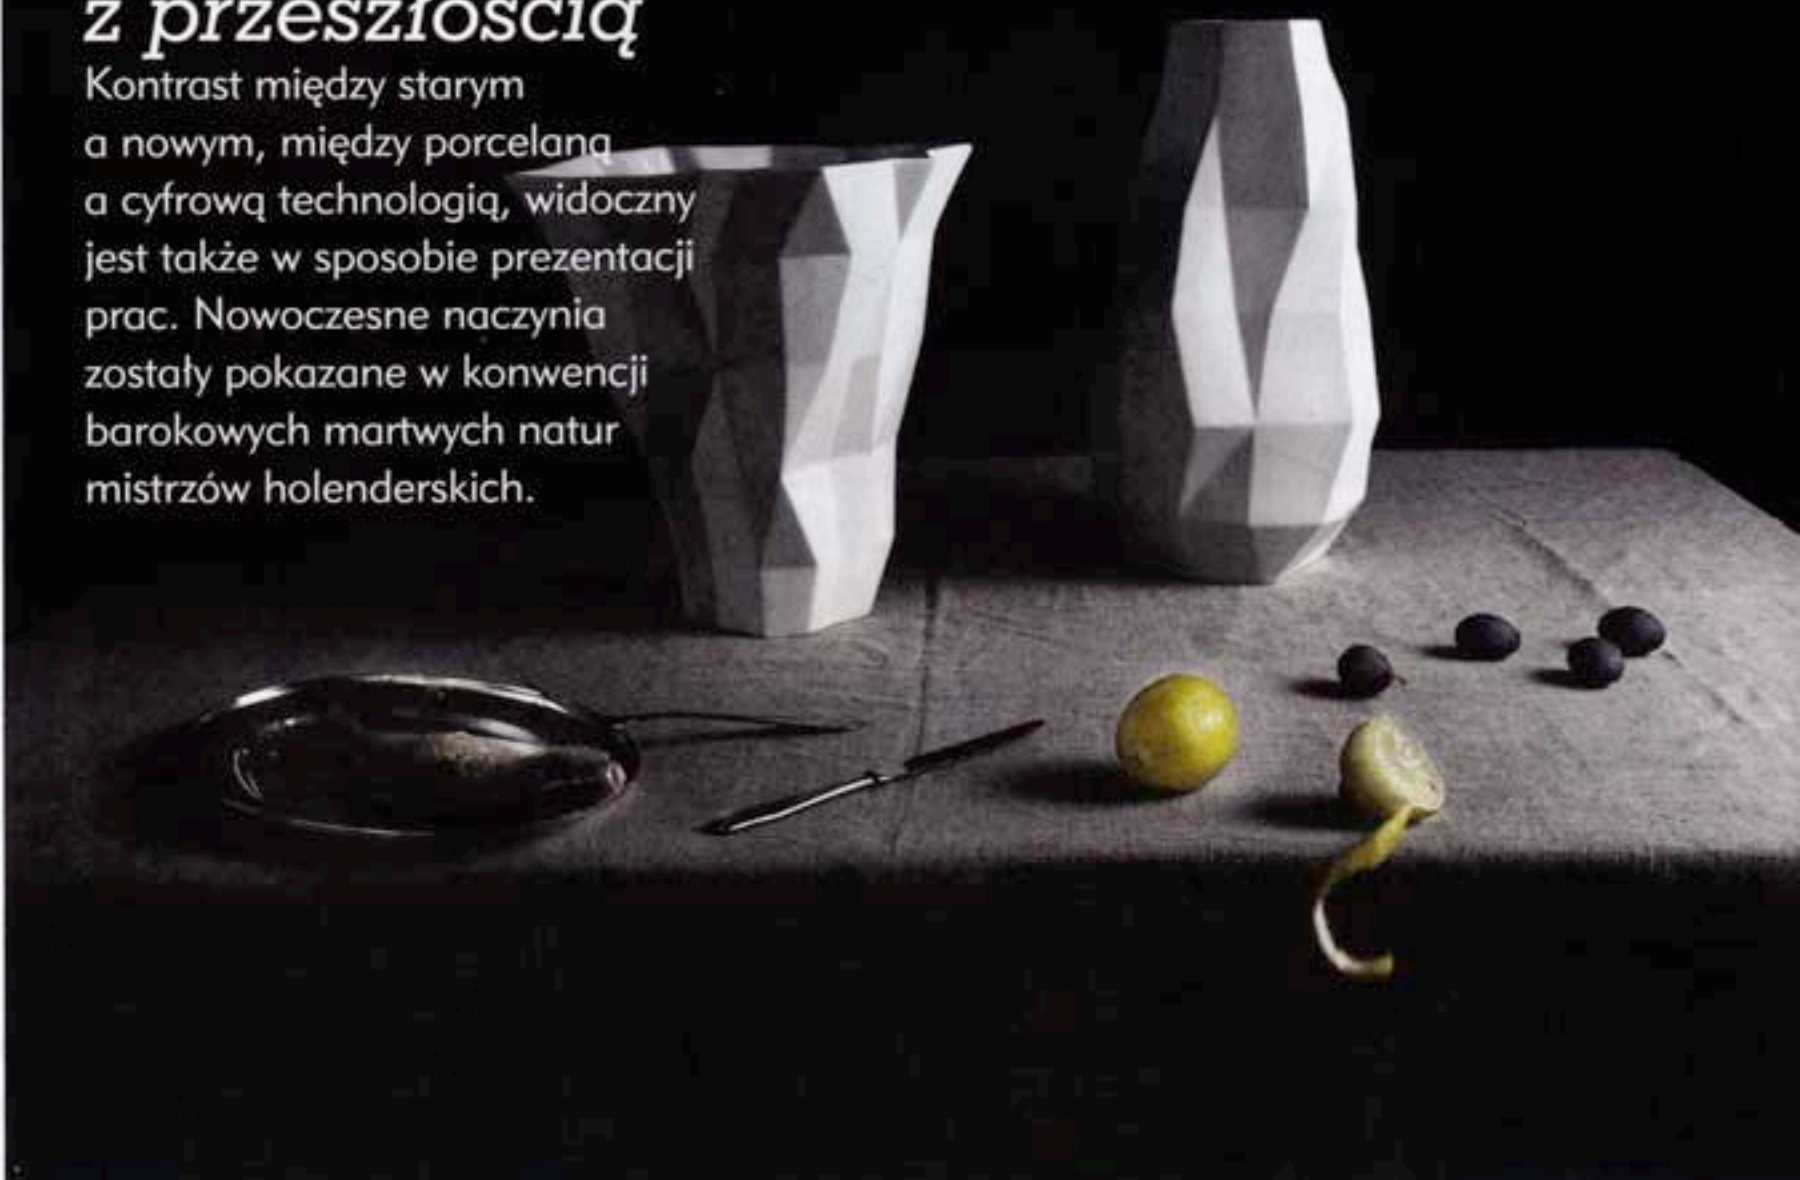 z przeszłością
Kontrast między starym
a nowym, między porcelaną
a cyfrową technologią, widoczny
jest także w sposobie prezentacji
prac. Nowoczesne naczynia
zostały pokazane w konwencji
barokowych martwych natur
mistrzów holenderskich.